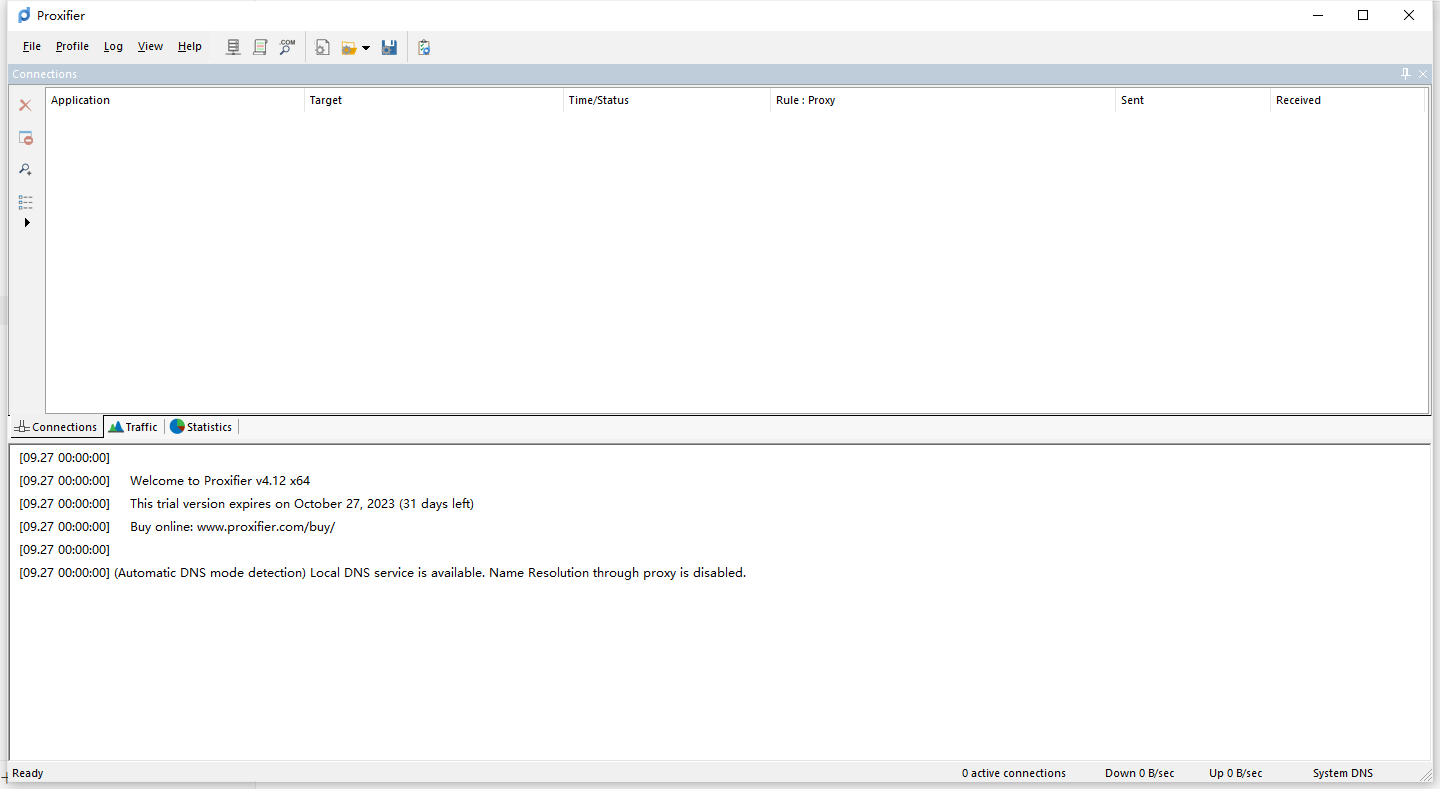 Proxifier
File Profile Log View Help .COM
Connections
Application Target Time/Status Rule : Proxy Sent Received
Connections Traffic Statistics
[09.27 00:00:00]
[09.27 00:00:00] Welcome to Proxifier v4.12 x64
[09.27 00:00:00] This trial version expires on October 27, 2023 (31 days left)
[09.27 00:00:00] Buy online: www.proxifier.com/buy/
[09.27 00:00:00]
[09.27 00:00:00] (Automatic DNS mode detection) Local DNS service is available. Name Resolution through proxy is disabled.
Ready 0 active connections Down 0 B/sec Up 0 B/sec System DNS